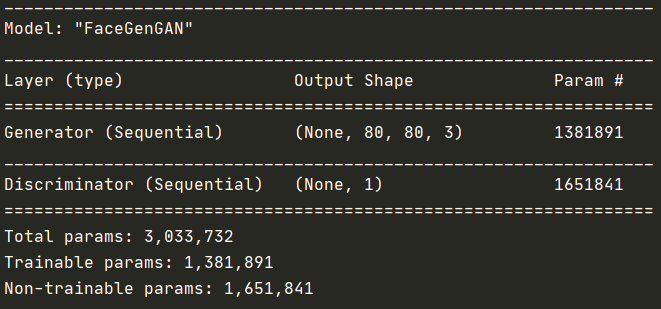 _________________________________________________________________
Model: "FaceGenGAN"
_________________________________________________________________
Layer (type)                 Output Shape              Param #
=================================================================
Generator (Sequential)       (None, 80, 80, 3)         1381891
_________________________________________________________________
Discriminator (Sequential)   (None, 1)                 1651841
=================================================================
Total params: 3,033,732
Trainable params: 1,381,891
Non-trainable params: 1,651,841